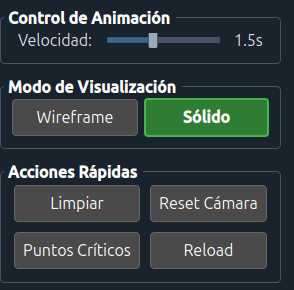 Control de Animación
Velocidad: 1.5s
Modo de Visualización
Wireframe Sólido
Acciones Rápidas
Limpiar Reset Cámara
Puntos Críticos Reload